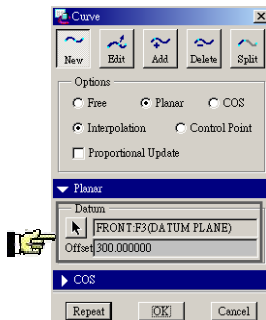 Curve
New Edit Add Delete Split
Options
Free Planar COS
Interpolation Control Point
Proportional Update
Planar
Datum
FRONT:F3(DATUM PLANE)
Offset 300.000000
COS
Repeat OK Cancel